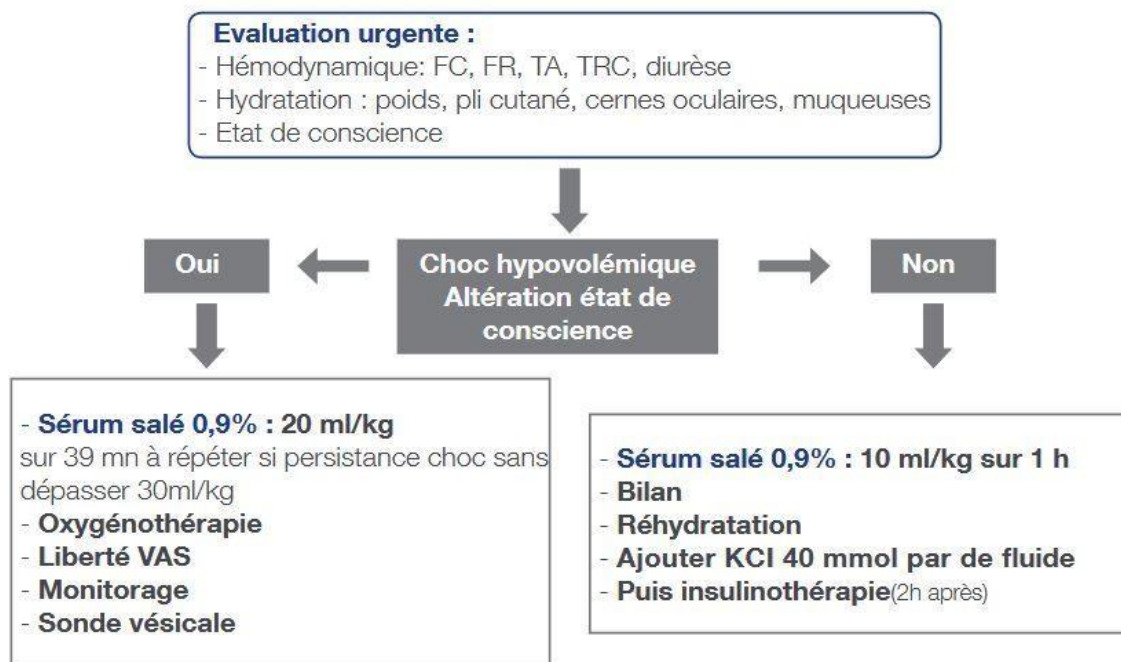 Evaluation urgente :
- Hémodynamique: FC, FR, TA, TRC, diurèse
- Hydratation : poids, pli cutané, cernes oculaires, muqueuses
- Etat de conscience
Oui
Choc hypovolémique
Altération état de
conscience
Non
- Sérum salé 0,9% : 20 ml/kg
sur 39 mn à répéter si persistance choc sans
dépasser 30ml/kg
- Oxygénothérapie
- Liberté VAS
- Monitorage
- Sonde vésicale
- Sérum salé 0,9% : 10 ml/kg sur 1 h
- Bilan
- Réhydratation
- Ajouter KCl 40 mmol par de fluide
- Puis insulinothérapie(2h après)